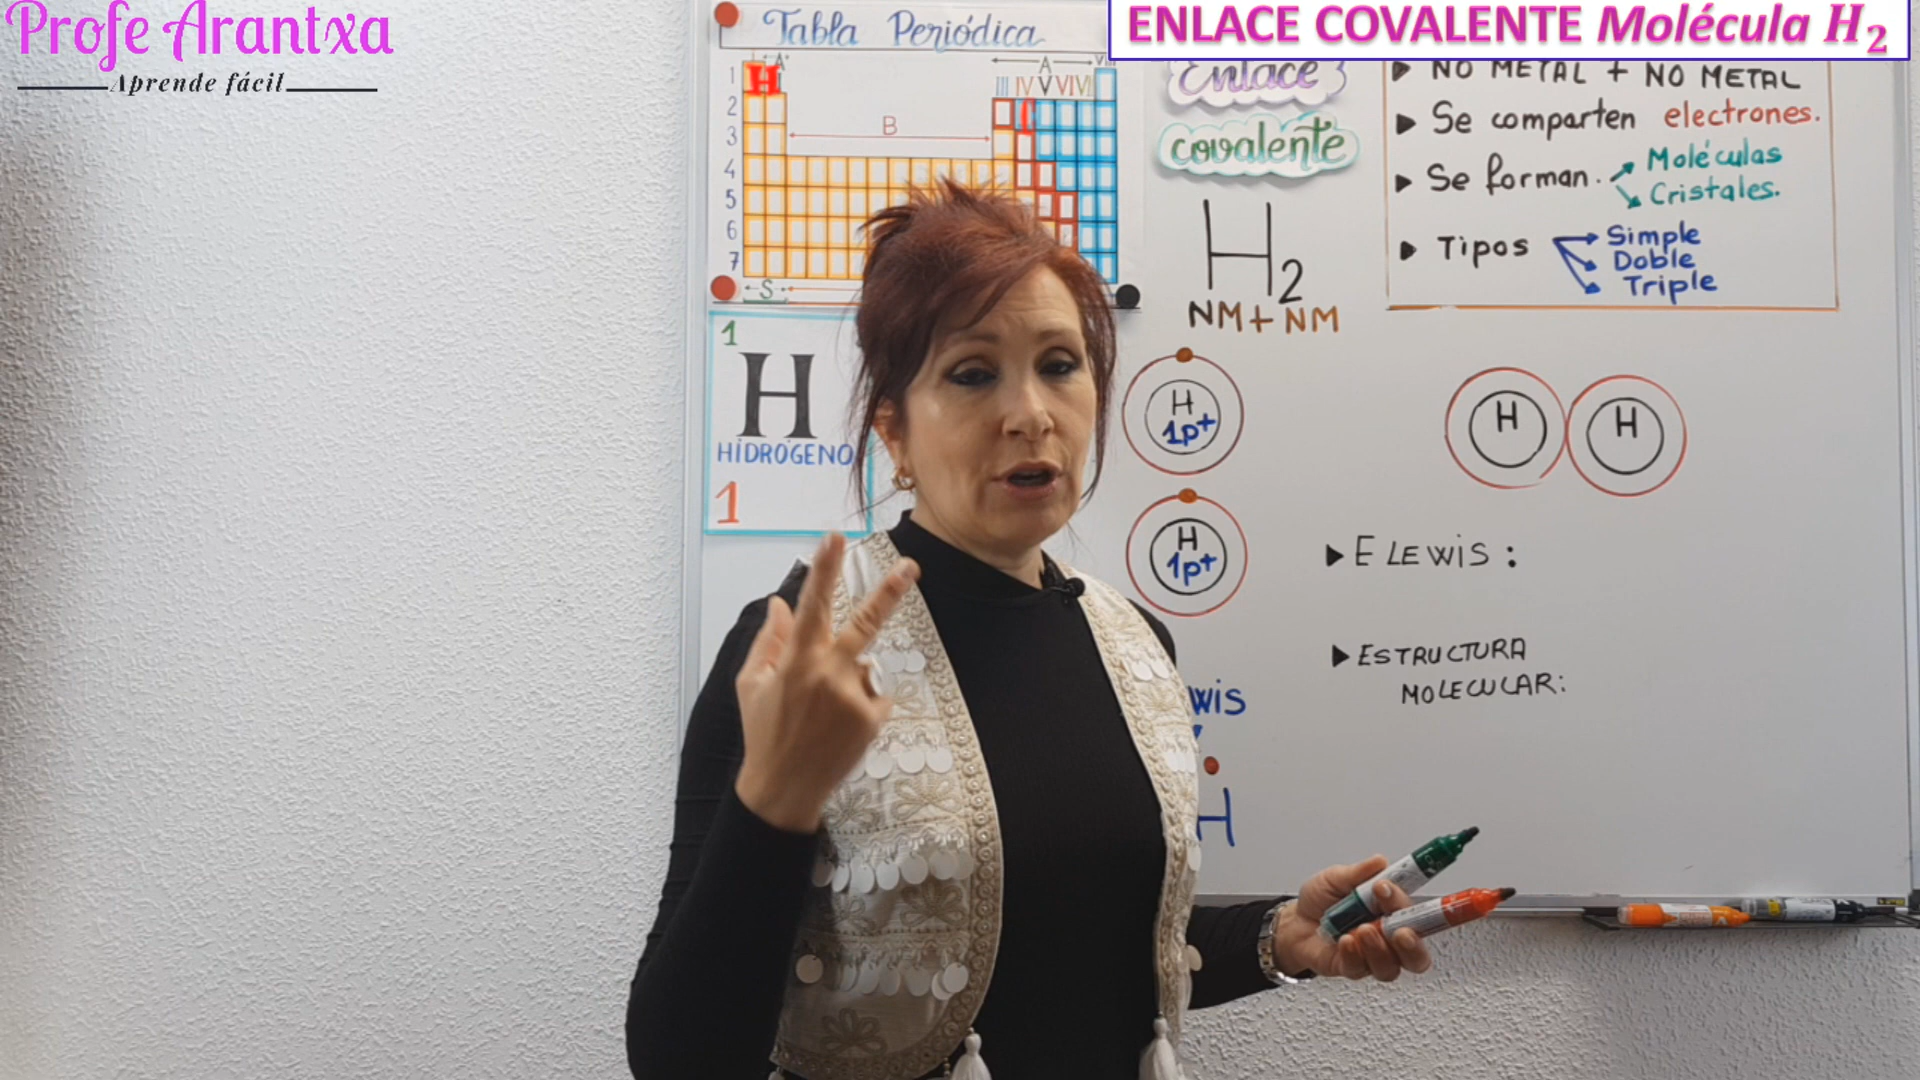 Profe Arantxa
Aprende fácil
ENLACE COVALENTE Molécula H₂
Tabla Periódica
A
A
III IV V VI VII
1
2
3
4
5
6
7
H
B
S
Enlace
covalente
NO METAL + NO METAL
Se comparten electrones.
Se forman.
Moléculas
Cristales.
Tipos
Simple
Doble
Triple
H₂
NM + NM
1
H
HIDRÓGENO
1
H
1p⁺
H
1p⁺
H
H
E LEWIS :
ESTRUCTURA
MOLECULAR:
wis
H